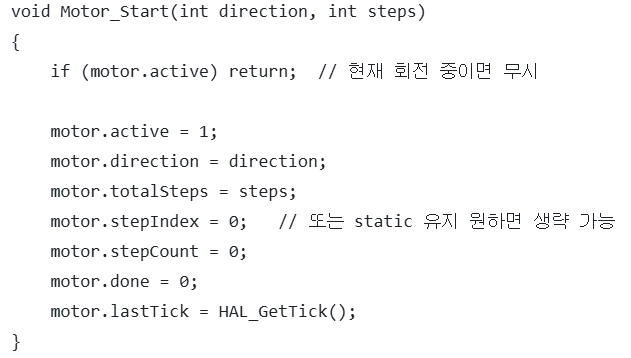 void Motor_Start(int direction, int steps)
{
    if (motor.active) return;  // 현재 회전 중이면 무시

    motor.active = 1;
    motor.direction = direction;
    motor.totalSteps = steps;
    motor.stepIndex = 0;   // 또는 static 유지 원하면 생략 가능
    motor.stepCount = 0;
    motor.done = 0;
    motor.lastTick = HAL_GetTick();
}